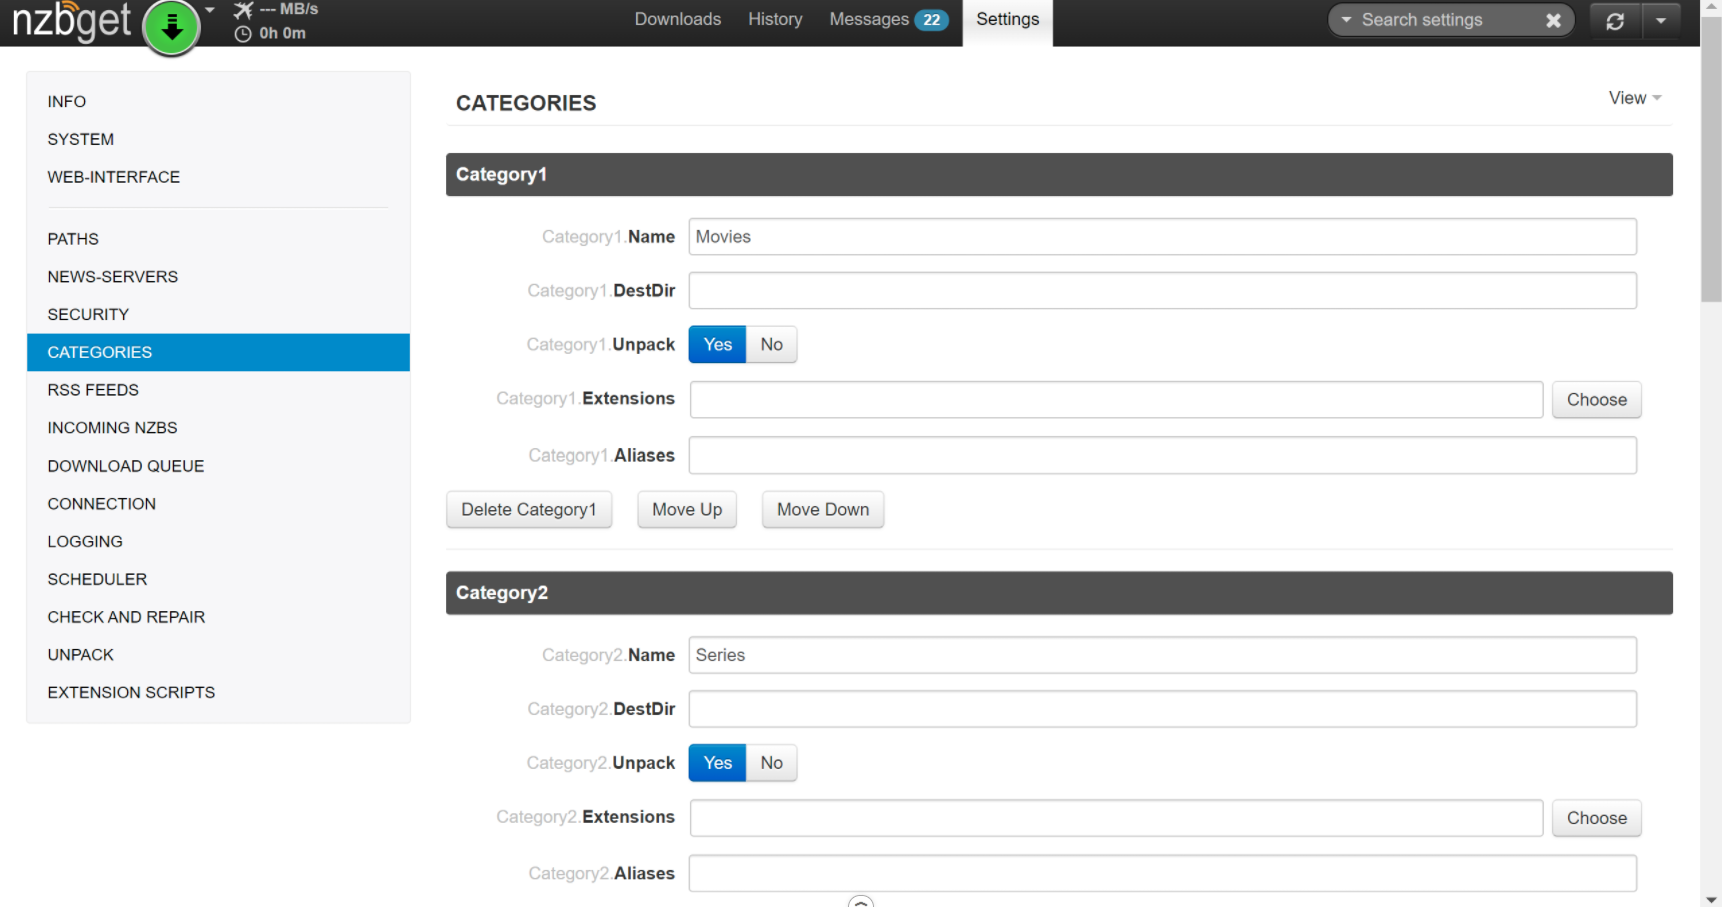 nzbget
--- MB/s
0h 0m
Downloads
History
Messages 22
Settings
Search settings
INFO
SYSTEM
WEB-INTERFACE
PATHS
NEWS-SERVERS
SECURITY
CATEGORIES
RSS FEEDS
INCOMING NZBS
DOWNLOAD QUEUE
CONNECTION
LOGGING
SCHEDULER
CHECK AND REPAIR
UNPACK
EXTENSION SCRIPTS
CATEGORIES
View
Category1
Category1.Name Movies
Category1.DestDir
Category1.Unpack Yes No
Category1.Extensions Choose
Category1.Aliases
Delete Category1 Move Up Move Down
Category2
Category2.Name Series
Category2.DestDir
Category2.Unpack Yes No
Category2.Extensions Choose
Category2.Aliases